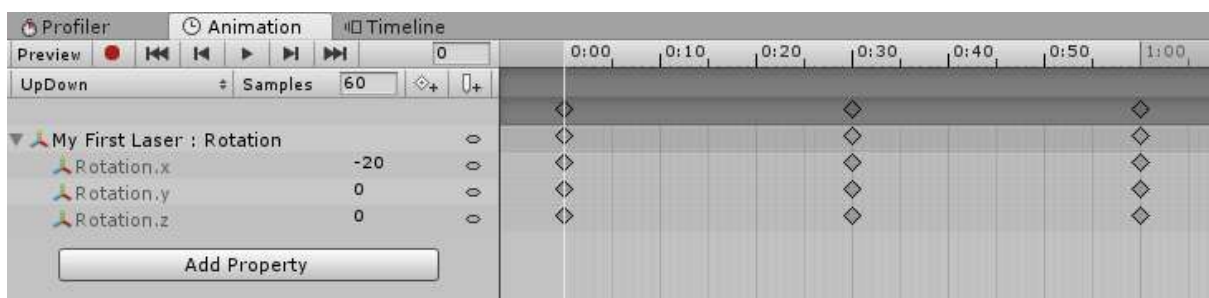 Profiler Animation Timeline
Preview 0 0:00 0:10 0:20 0:30 0:40 0:50 1:00
UpDown Samples 60
My First Laser : Rotation
Rotation.x -20
Rotation.y 0
Rotation.z 0
Add Property